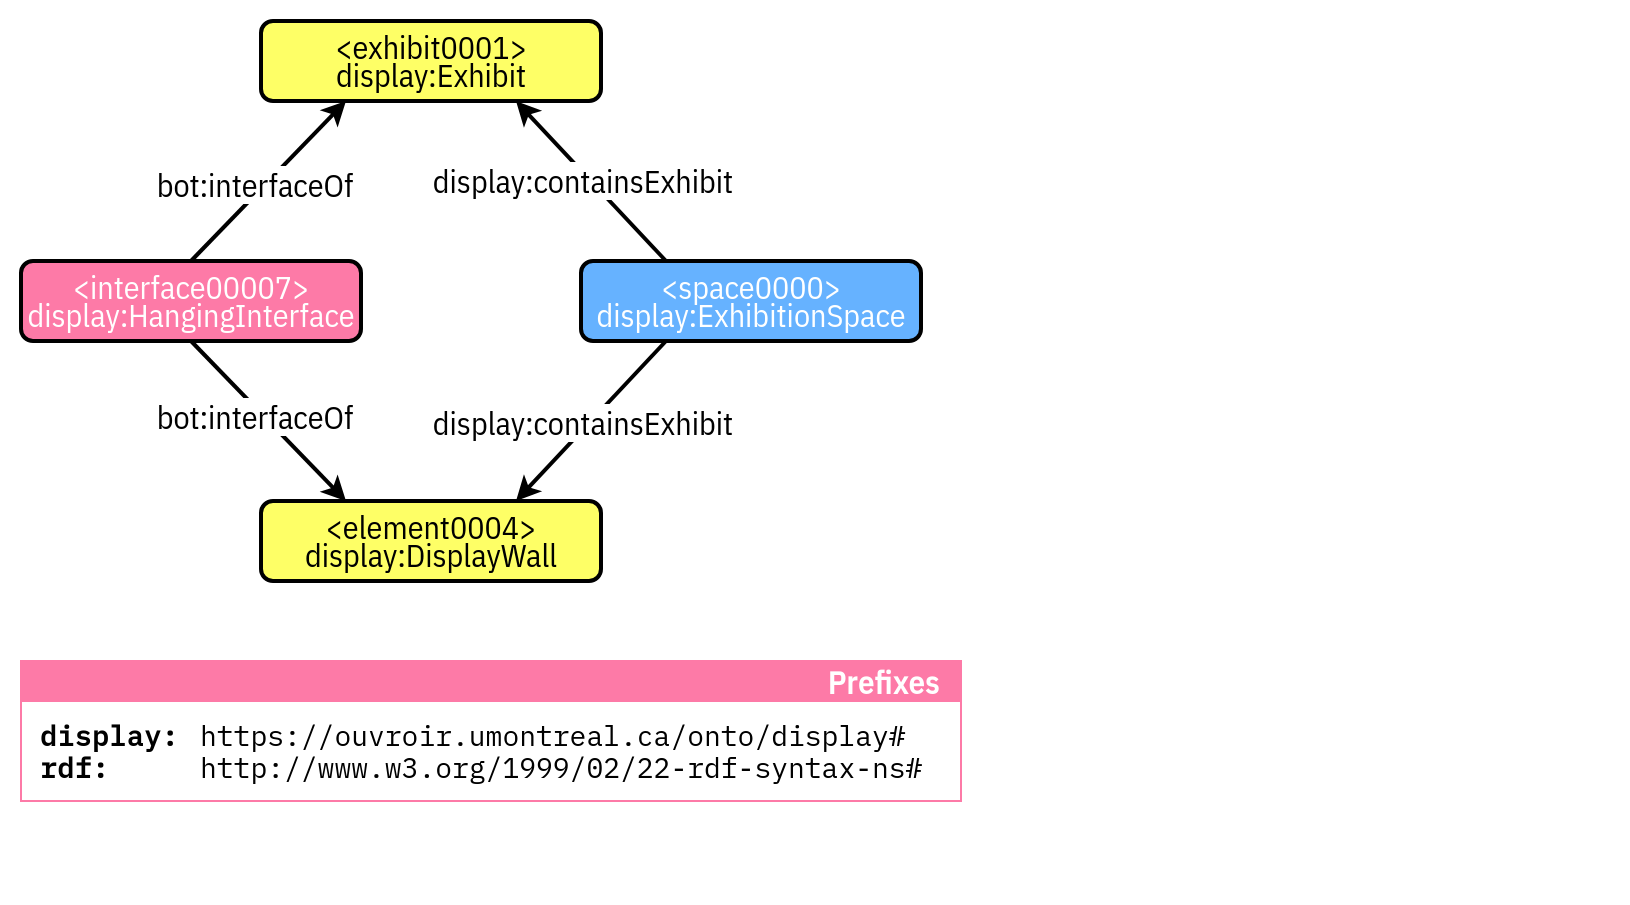 <exhibit0001>
display:Exhibit
bot:interfaceOf
display:containsExhibit
<interface00007>
display:HangingInterface
<space0000>
display:ExhibitionSpace
bot:interfaceOf
display:containsExhibit
<element0004>
display:DisplayWall
Prefixes
display: https://ouvroir.umontreal.ca/onto/display#
rdf: http://www.w3.org/1999/02/22-rdf-syntax-ns#